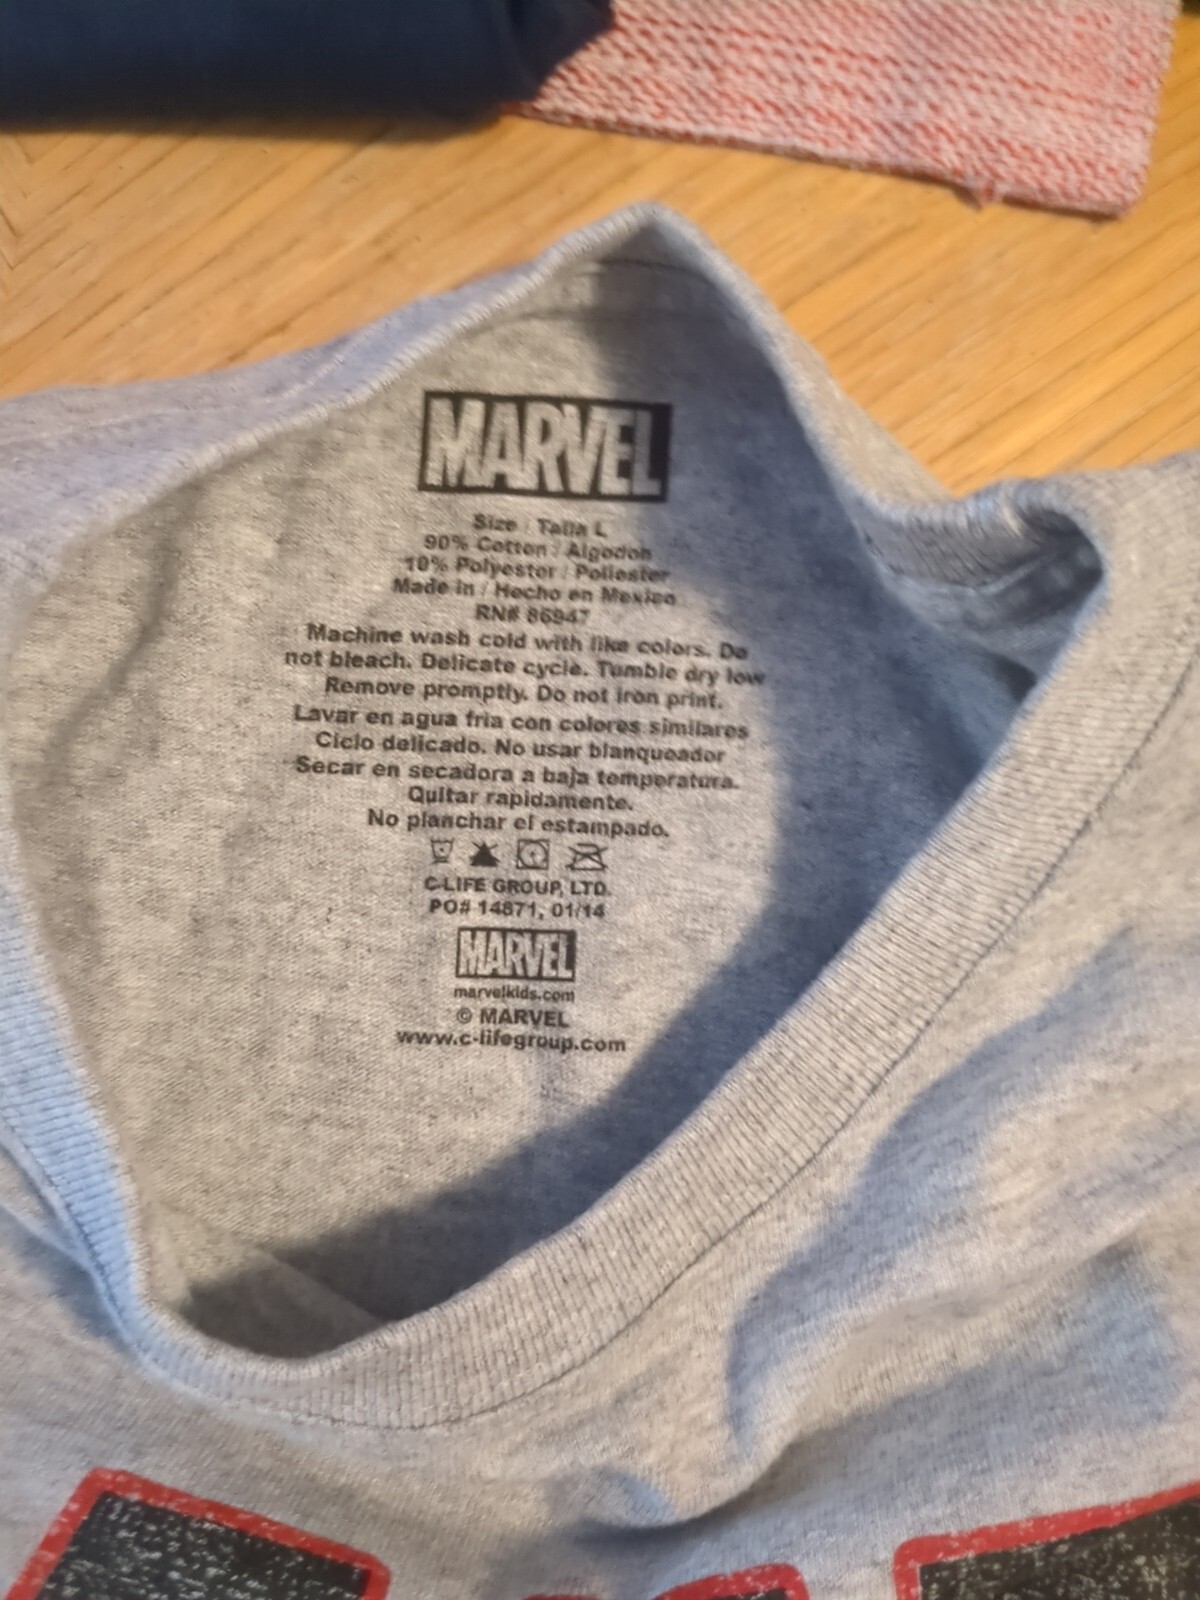 MARVEL
Size / Talla L
90% Cotton / Algodon
10% Polyester / Poliester
Made in / Hecho en Mexico
RN# 86947
Machine wash cold with like colors. Do
not bleach. Delicate cycle. Tumble dry low
Remove promptly. Do not iron print.
Lavar en agua fria con colores similares
Ciclo delicado. No usar blanqueador
Secar en secadora a baja temperatura.
Quitar rapidamente.
No planchar el estampado.
C-LIFE GROUP, LTD.
PO# 14871, 01/14
MARVEL
marvelkids.com
© MARVEL
www.c-lifegroup.com